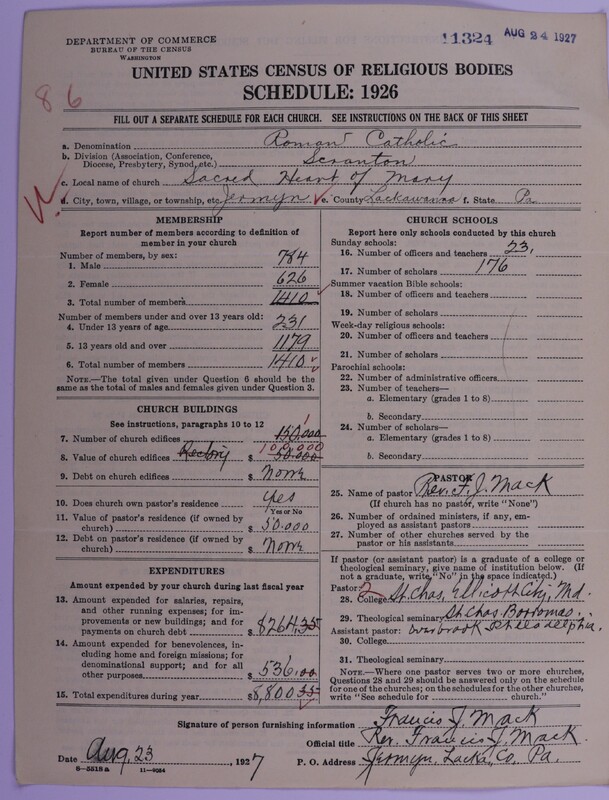 DEPARTMENT OF COMMERCE
BUREAU OF THE CENSUS
WASHINGTON
11324
AUG 24 1927
UNITED STATES CENSUS OF RELIGIOUS BODIES
SCHEDULE: 1926
86
FILL OUT A SEPARATE SCHEDULE FOR EACH CHURCH. SEE INSTRUCTIONS ON THE BACK OF THIS SHEET
a. Denomination Roman Catholic
b. Division (Association, Conference, Diocese, Presbytery, Synod, etc.) Scranton
c. Local name of church Sacred Heart of Mary
d. City, town, village, or township, etc. Jermyn e. County Lackawanna f. State Pa
MEMBERSHIP
Report number of members according to definition of
member in your church
Number of members, by sex:
1. Male 784
2. Female 626
3. Total number of members 1410
Number of members under and over 13 years old:
4. Under 13 years of age 231
5. 13 years old and over 1179
6. Total number of members 1410
NOTE.—The total given under Question 6 should be
same as the total of males and females given under Question 3.
CHURCH BUILDINGS
See instructions, paragraphs 10 to 12
7. Number of church edifices 1 150,000
8. Value of church edifices Rectory $ 100,000 50.000
9. Debt on church edifices $ None
10. Does church own pastor's residence yes
Yes or No
11. Value of pastor's residence (if owned by
church) $ 50.000
12. Debt on pastor's residence (if owned by
church) $ None
EXPENDITURES
Amount expended by your church during last fiscal year
13. Amount expended for salaries, repairs,
and other running expenses; for im-
provements or new buildings; and for
payments on church debt $ 8264.35
14. Amount expended for benevolences,
including home and foreign missions; for
denominational support; and for all
other purposes $ 536.00
15. Total expenditures during year $ 8,800 35
CHURCH SCHOOLS
Report here only schools conducted by this church
Sunday schools:
16. Number of officers and teachers 23,
17. Number of scholars 176
Summer vacation Bible schools:
18. Number of officers and teachers
19. Number of scholars
Week-day religious schools:
20. Number of officers and teachers
21. Number of scholars
Parochial schools:
22. Number of administrative officers
23. Number of teachers—
a. Elementary (grades 1 to 8)
b. Secondary
24. Number of scholars—
a. Elementary (grades 1 to 8)
b. Secondary
PASTOR
25. Name of pastor Rev. F. J. Mack
(If church has no pastor, write "None")
26. Number of ordained ministers, if any, em-
ployed as assistant pastors
27. Number of other churches served by the
pastor or his assistants
If pastor (or assistant pastor) is a graduate of a college or
theological seminary, give name of institution below. (If
not a graduate, write "No" in the space indicated.)
Pastor:
28. College St. Chas, Ellicott City, Md.
29. Theological seminary St. Chas Borromeo.
Assistant pastor: Overbrook Philadelphia
30. College
31. Theological seminary
NOTE.—Where one pastor serves two or more churches,
Questions 28 and 29 should be answered only on the schedule
for one of the churches; on the schedules for the other churches,
write "See schedule for church."
Signature of person furnishing information Francis J. Mack
Official title Rev. Francis J. Mack
Date Aug, 23, 1927 P. O. Address Jermyn, Lacka, Co, Pa.
8—5518 a 11—9264